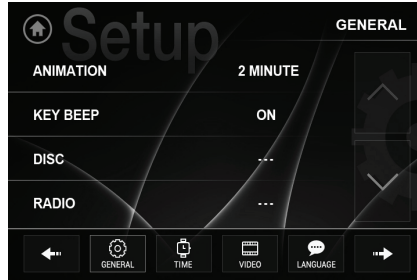 Setup
GENERAL
ANIMATION 2 MINUTE
KEY BEEP ON
DISC ---
RADIO ---
GENERAL TIME VIDEO LANGUAGE